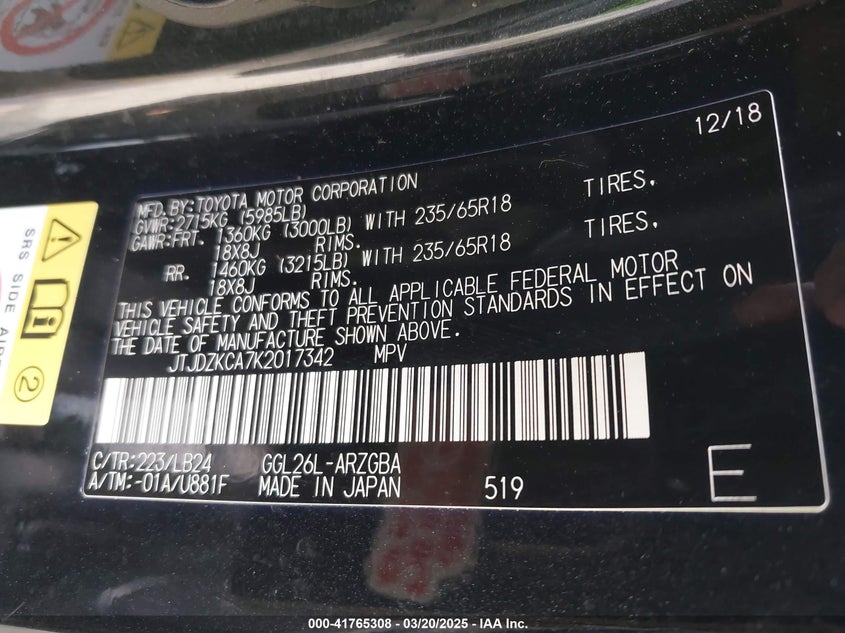 12/18
MFD. BY: TOYOTA MOTOR CORPORATION
GVWR: 2715KG (5985LB)
GAWR: FRT. 1360KG (3000LB) WITH 235/65R18 TIRES,
18X8J RIMS.
RR. 1460KG (3215LB) WITH 235/65R18 TIRES,
18X8J RIMS.
THIS VEHICLE CONFORMS TO ALL APPLICABLE FEDERAL MOTOR
VEHICLE SAFETY AND THEFT PREVENTION STANDARDS IN EFFECT ON
THE DATE OF MANUFACTURE SHOWN ABOVE.
JTJDZKCA7K2017342 MPV
C/TR: 223/LB24 GGL26L-ARZGBA
A/TM: -01A/U881F MADE IN JAPAN 519 E
SRS SIDE
2
000-41765308 - 03/20/2025 - IAA Inc.